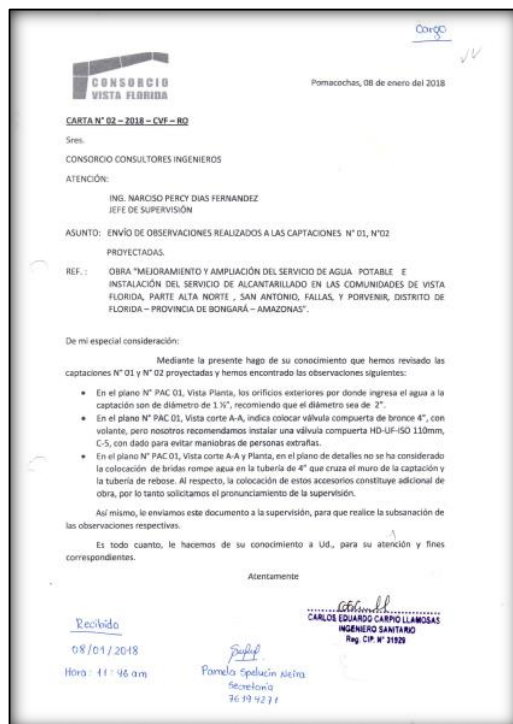 Cargo
CONSORCIO
VISTA FLORIDA
Pomacochas, 08 de enero del 2018
CARTA N° 02 – 2018 – CVF – RO
Sres.
CONSORCIO CONSULTORES INGENIEROS
ATENCIÓN:
ING. NARCISO PERCY DIAS FERNANDEZ
JEFE DE SUPERVISIÓN
ASUNTO: ENVÍO DE OBSERVACIONES REALIZADOS A LAS CAPTACIONES N° 01, N°02
PROYECTADAS.
REF. : OBRA "MEJORAMIENTO Y AMPLIACIÓN DEL SERVICIO DE AGUA POTABLE E
INSTALACIÓN DEL SERVICIO DE ALCANTARILLADO EN LAS COMUNIDADES DE VISTA
FLORIDA, PARTE ALTA NORTE , SAN ANTONIO, FALLAS, Y PORVENIR, DISTRITO DE
FLORIDA – PROVINCIA DE BONGARÁ – AMAZONAS".
De mi especial consideración:
Mediante la presente hago de su conocimiento que hemos revisado las
captaciones N° 01 y N° 02 proyectadas y hemos encontrado las observaciones siguientes:
• En el plano N° PAC 01, Vista Planta, los orificios exteriores por donde ingresa el agua a la
captación son de diámetro de 1 ½", recomiendo que el diámetro sea de 2".
• En el plano N° PAC 01, Vista corte A-A, indica colocar válvula compuerta de bronce 4", con
volante, pero nosotros recomendamos instalar una válvula compuerta HD-UF-ISO 110mm,
C-5, con dado para evitar maniobras de personas extrañas.
• En el plano N° PAC 01, Vista corte A-A y Planta, en el plano de detalles no se ha considerado
la colocación de bridas rompe agua en la tubería de 4" que cruza el muro de la captación y
la tubería de rebose. Al respecto, la colocación de estos accesorios constituye adicional de
obra, por lo tanto solicitamos el pronunciamiento de la supervisión.
Así mismo, le enviamos este documento a la supervisión, para que realice la subsanación de
las observaciones respectivas.
Es todo cuanto, le hacemos de su conocimiento a Ud., para su atención y fines
correspondientes.
Atentamente
CARLOS EDUARDO CARPIO LLAMOSAS
INGENIERO SANITARIO
Reg. CIP. N° 31929
Recibido
08/01/2018
Hora: 11:46 am
Pamela Spelucin Neira
Secretaria
76194271